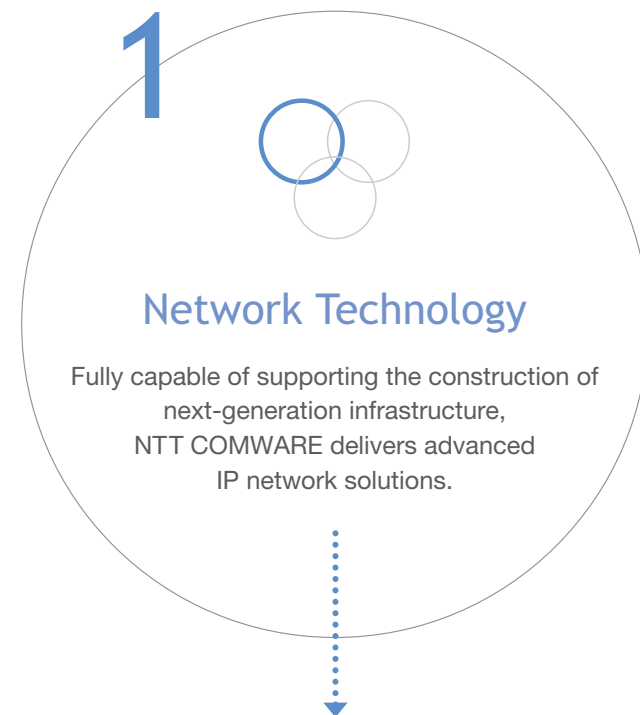 1
Network Technology
Fully capable of supporting the construction of
next-generation infrastructure,
NTT COMWARE delivers advanced
IP network solutions.